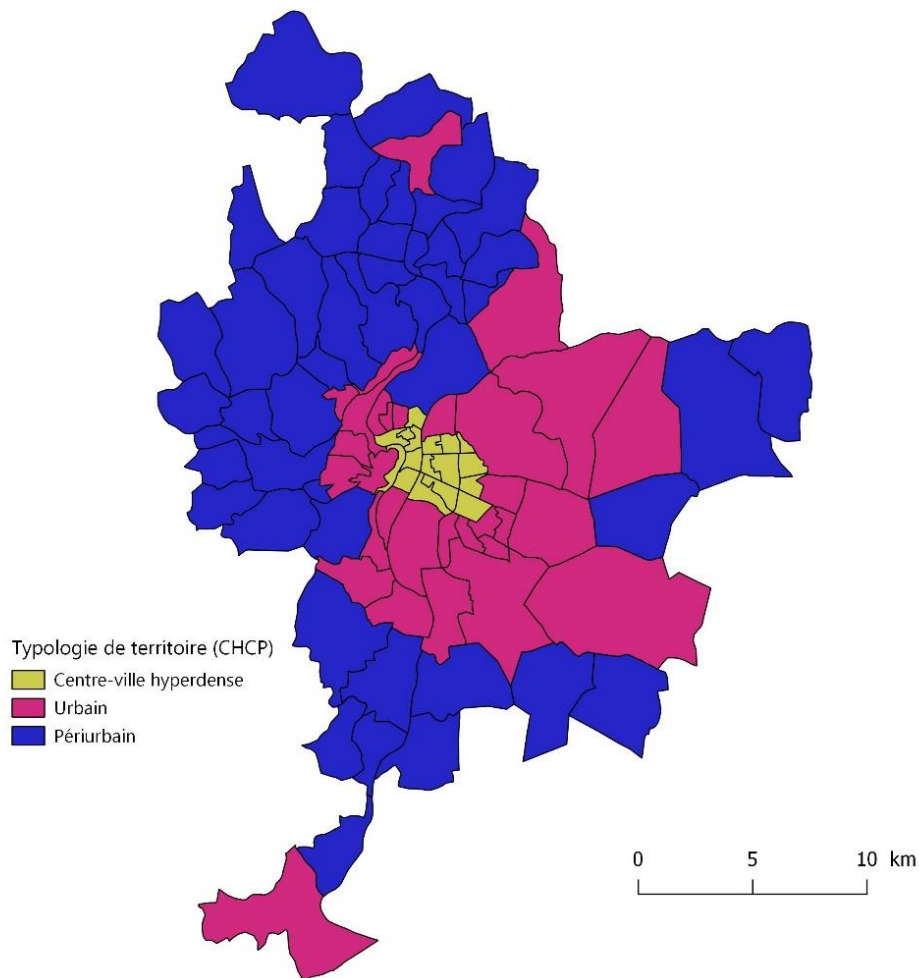 Typologie de territoire (CHCP)
Centre-ville hyperdense
Urbain
Périurbain
0 5 10 km